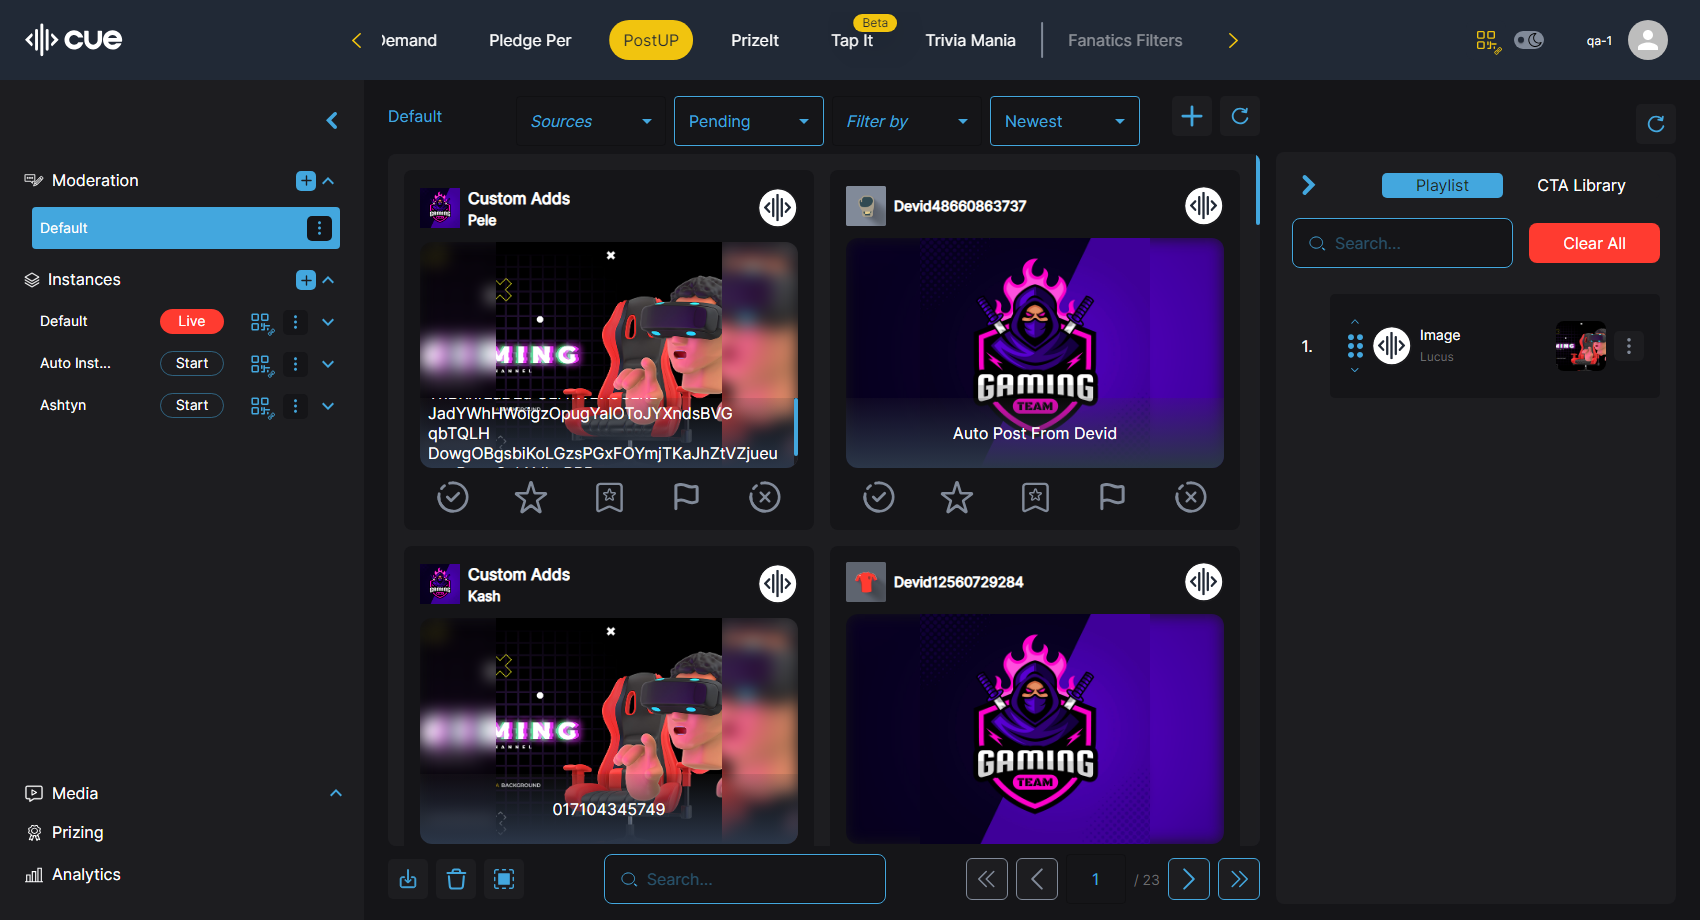 cue
Demand
Pledge Per
PostUP
PrizeIt
Beta
Tap It
Trivia Mania
Fanatics Filters
qa-1
Moderation
Default
Instances
Default
Live
Auto Inst...
Start
Ashtyn
Start
Media
Prizing
Analytics
Default
Sources
Pending
Filter by
Newest
Custom Adds
Pele
MING
qbTQLH
Devid48660863737
GAMING
TEAM
Auto Post From Devid
Custom Adds
Kash
MING
ANNEL
BACKGROUND
017104345749
Devid12560729284
GAMING
TEAM
Search...
1
/ 23
Playlist
CTA Library
Search...
Clear All
1.
Image
Lucus